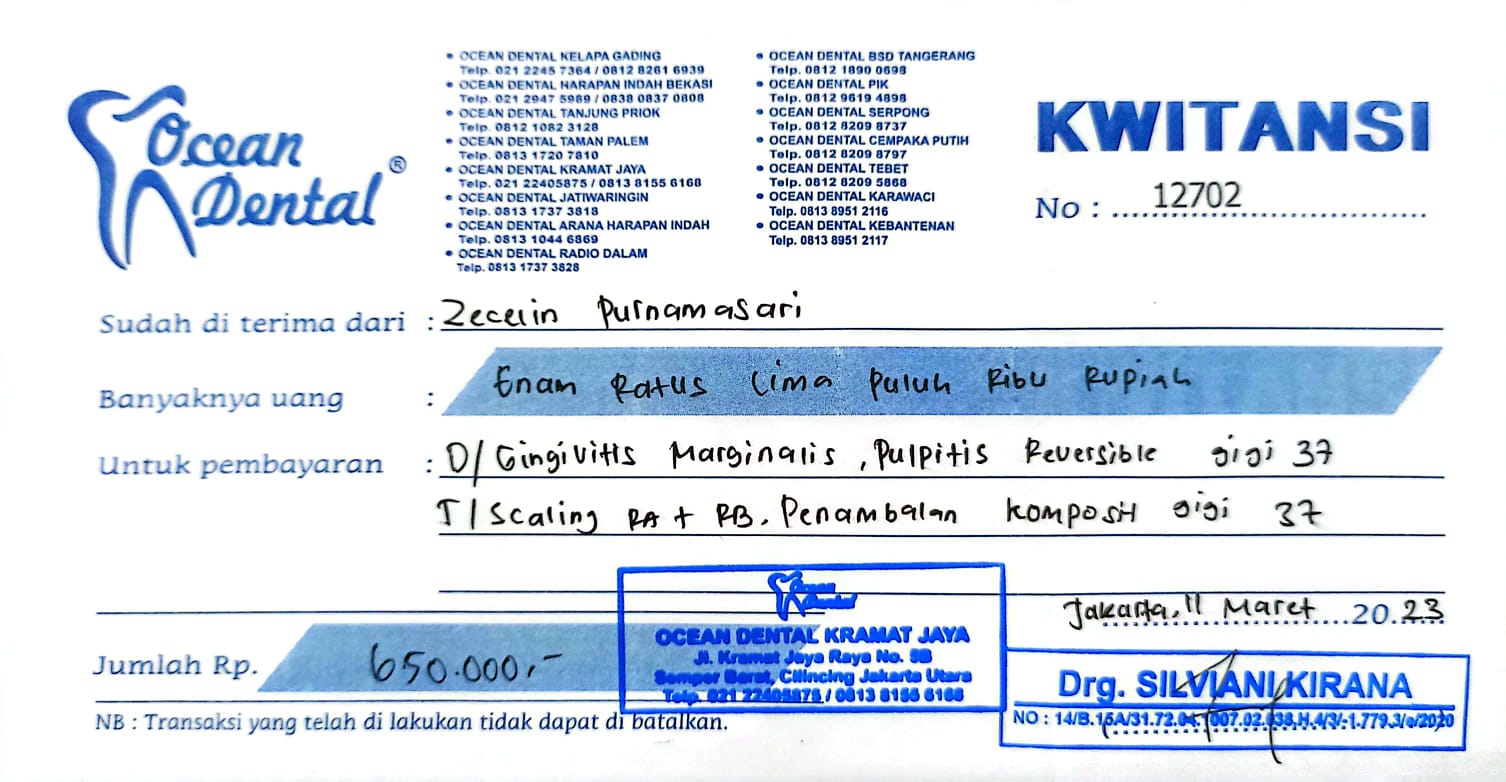 Ocean
Dental ®
• OCEAN DENTAL KELAPA GADING
Telp. 021 2245 7364 / 0812 8261 6939
• OCEAN DENTAL HARAPAN INDAH BEKASI
Telp. 021 2947 5989 / 0838 0837 0808
• OCEAN DENTAL TANJUNG PRIOK
Telp. 0812 1082 3128
• OCEAN DENTAL TAMAN PALEM
Telp. 0813 1720 7810
• OCEAN DENTAL KRAMAT JAYA
Telp. 021 22405875 / 0813 8155 6168
• OCEAN DENTAL JATIWARINGIN
Telp. 0813 1737 3818
• OCEAN DENTAL ARANA HARAPAN INDAH
Telp. 0813 1044 6869
• OCEAN DENTAL RADIO DALAM
Telp. 0813 1737 3828
• OCEAN DENTAL BSD TANGERANG
Telp. 0812 1890 0698
• OCEAN DENTAL PIK
Telp. 0812 9619 4898
• OCEAN DENTAL SERPONG
Telp. 0812 8209 8737
• OCEAN DENTAL CEMPAKA PUTIH
Telp. 0812 8209 8797
• OCEAN DENTAL TEBET
Telp. 0812 8209 5868
• OCEAN DENTAL KARAWACI
Telp. 0813 8951 2116
• OCEAN DENTAL KEBANTENAN
Telp. 0813 8951 2117
KWITANSI
No : 12702
Sudah di terima dari : Zecelin Purnamasari
Banyaknya uang : Enam Ratus Lima Puluh Ribu Rupiah
Untuk pembayaran : D/ Gingivitis Marginalis, Pulpitis Reversible gigi 37
T/ Scaling RA + RB. Penambalan Komposit gigi 37
Jakarta, 11 Maret 2023
Jumlah Rp. 650.000,-
Ocean
Dental
OCEAN DENTAL KRAMAT JAYA
Jl. Kramat Jaya Raya No. 5B
Semper Barat, Cilincing Jakarta Utara
Telp. 021 22405875 / 0813 8155 6168
Drg. SILVIANI KIRANA
NO : 14/B.15A/31.72.04.1007.02.038.H.4/3/-1.779.3/e/2020
NB : Transaksi yang telah di lakukan tidak dapat di batalkan.